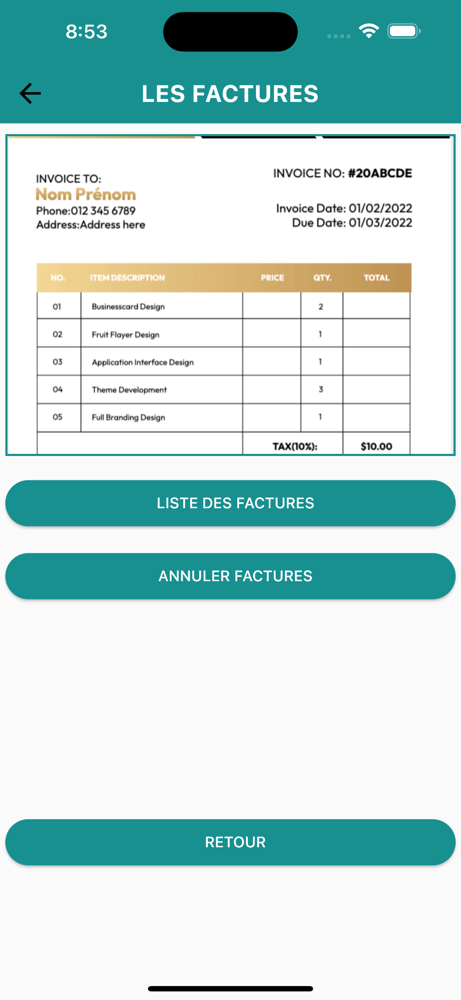 8:53
LES FACTURES
INVOICE TO:
Nom Prénom
Phone:012 345 6789
Address:Address here
INVOICE NO: #20ABCDE
Invoice Date: 01/02/2022
Due Date: 01/03/2022
NO. ITEM DESCRIPTION PRICE QTY. TOTAL
01 Businesscard Design 2
02 Fruit Flayer Design 1
03 Application Interface Design 1
04 Theme Development 3
05 Full Branding Design 1
TAX(10%): $10.00
LISTE DES FACTURES
ANNULER FACTURES
RETOUR